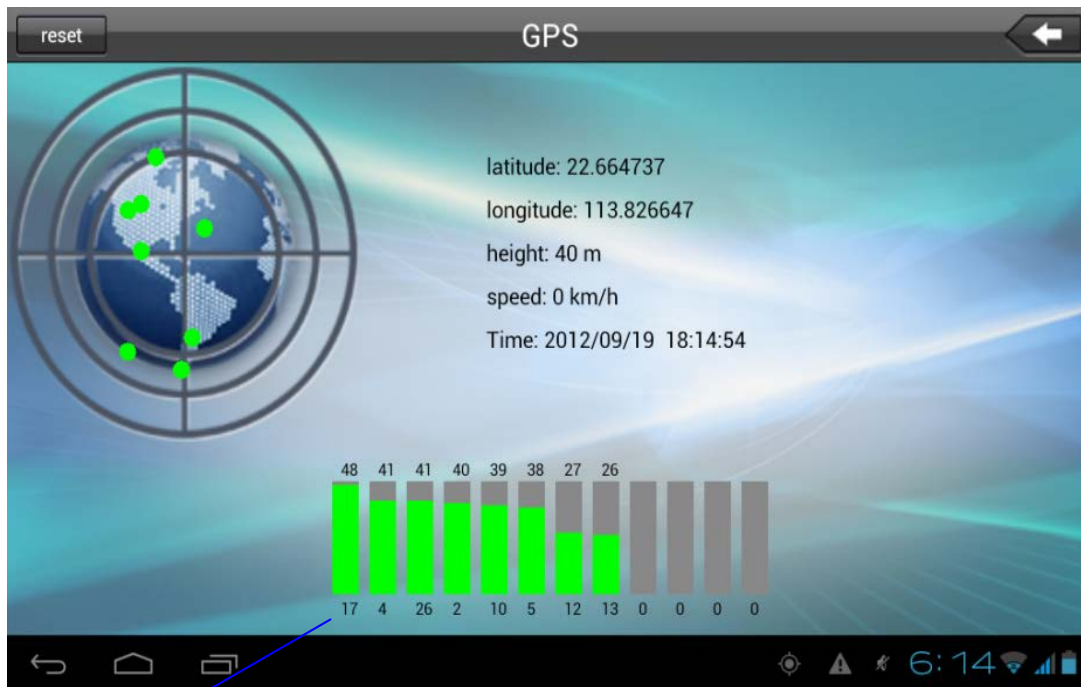 reset
GPS
latitude: 22.664737
longitude: 113.826647
height: 40 m
speed: 0 km/h
Time: 2012/09/19 18:14:54
48 41 41 40 39 38 27 26
17 4 26 2 10 5 12 13 0 0 0 0
6:14